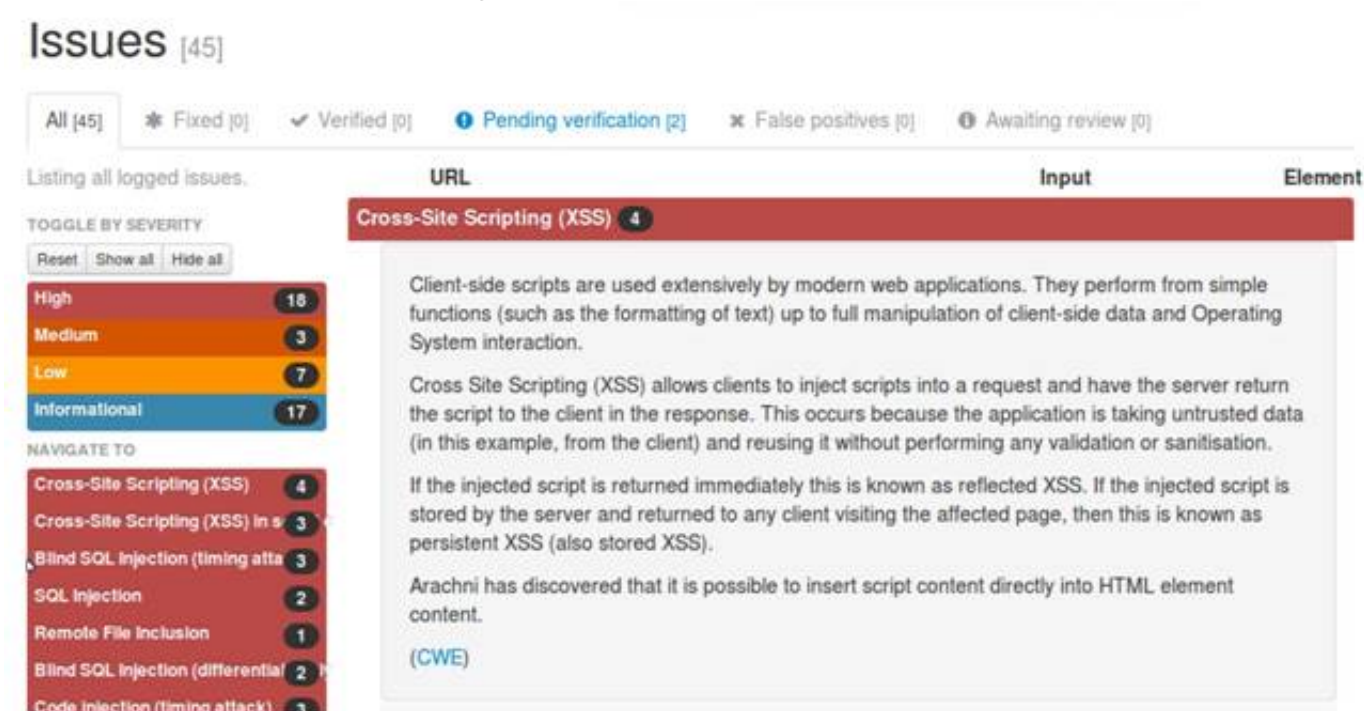 Issues [45]
All [45] Fixed [0] Verified [0] Pending verification [2] False positives [0] Awaiting review [0]
Listing all logged issues.
URL Input Element
TOGGLE BY SEVERITY
Reset Show all Hide all
High 18
Medium 3
Low 7
Informational 17
NAVIGATE TO
Cross-Site Scripting (XSS) 4
Cross-Site Scripting (XSS) in s 3
Blind SQL Injection (timing atta 3
SQL Injection 2
Remote File Inclusion 1
Blind SQL Injection (differential 2
Code injection (timing attack) 3
Cross-Site Scripting (XSS) 4
Client-side scripts are used extensively by modern web applications. They perform from simple
functions (such as the formatting of text) up to full manipulation of client-side data and Operating
System interaction.
Cross Site Scripting (XSS) allows clients to inject scripts into a request and have the server return
the script to the client in the response. This occurs because the application is taking untrusted data
(in this example, from the client) and reusing it without performing any validation or sanitisation.
If the injected script is returned immediately this is known as reflected XSS. If the injected script is
stored by the server and returned to any client visiting the affected page, then this is known as
persistent XSS (also stored XSS).
Arachni has discovered that it is possible to insert script content directly into HTML element
content.
(CWE)